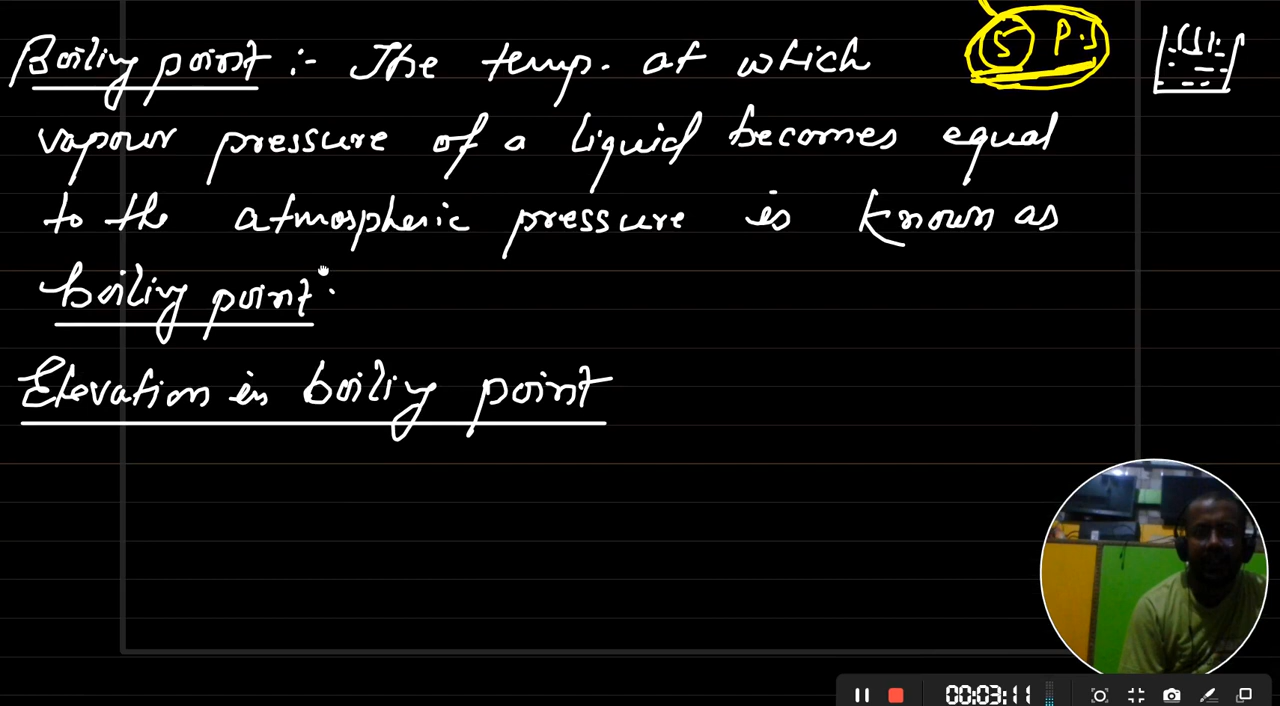 Boiling point :- The temp. at which
vapour pressure of a liquid becomes equal
to the atmospheric pressure is known as
boiling point.
Elevation in boiling point
5 P.J
00:03:11